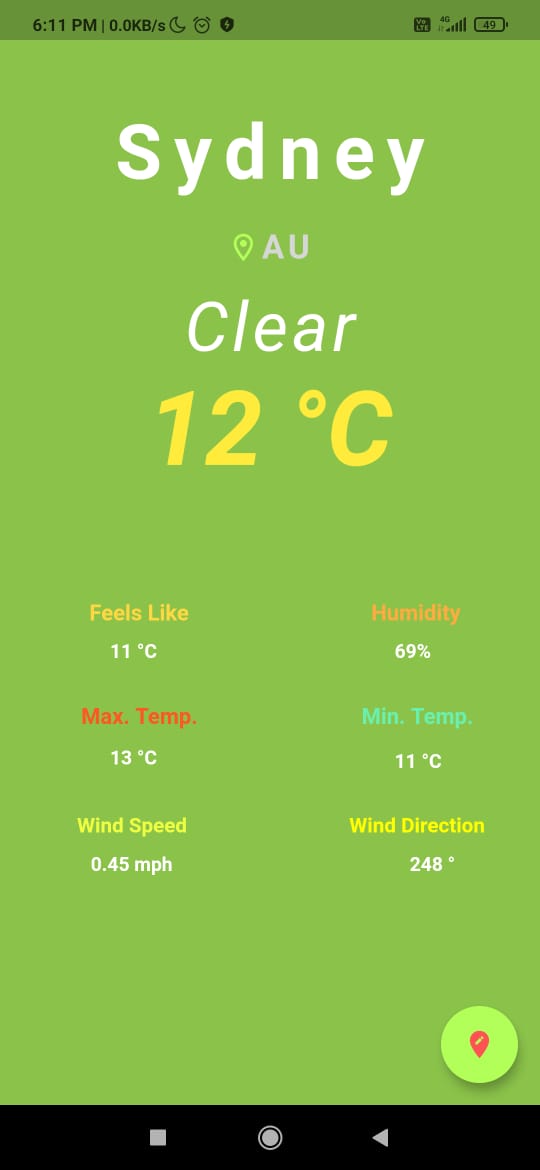 6:11 PM | 0.0KB/s Vo LTE 4G 49
Sydney
AU
Clear
12 °C
Feels Like Humidity
11 °C 69%
Max. Temp. Min. Temp.
13 °C 11 °C
Wind Speed Wind Direction
0.45 mph 248 °